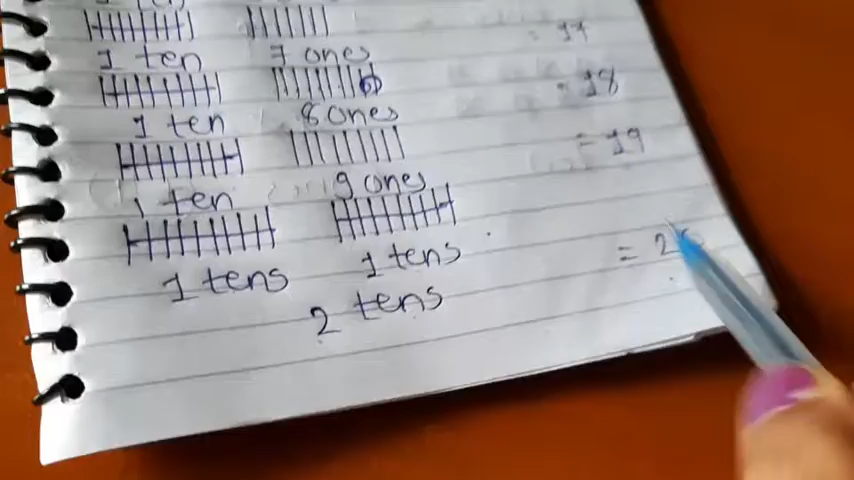 1 ten 7 ones = 17
1 ten 8 ones = 18
1 ten 9 ones = 19
1 tens 1 tens
2 tens = 20